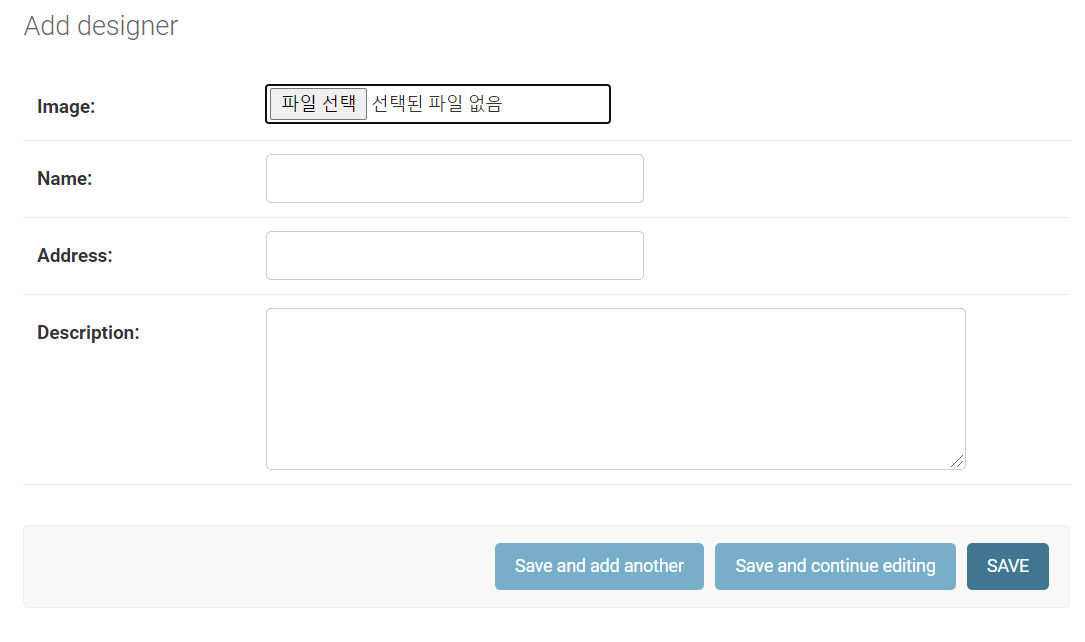 Add designer
Image: 파일 선택 선택된 파일 없음
Name:
Address:
Description:
Save and add another Save and continue editing SAVE